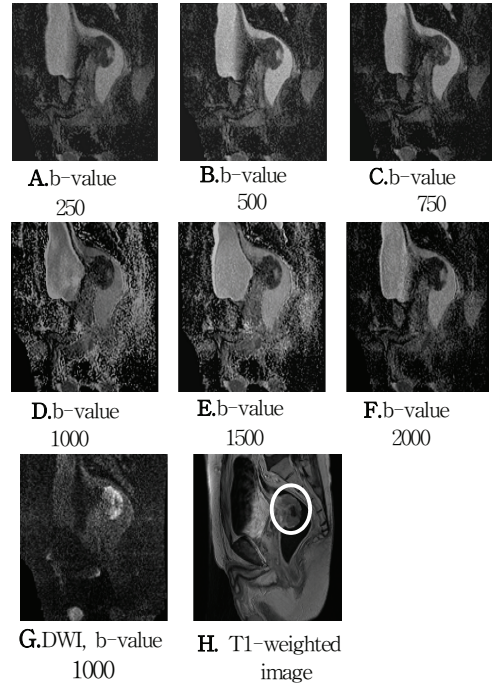 A.b-value
250
B.b-value
500
C.b-value
750
D.b-value
1000
E.b-value
1500
F.b-value
2000
G.DWI, b-value
1000
H. T1-weighted
image